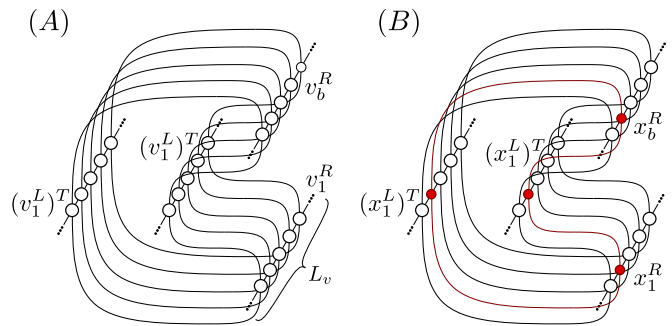 (A)
(B)
v_b^R
x_b^R
(v_1^L)^T
(x_1^L)^T
v_1^R
(v_1^L)^T
(x_1^L)^T
L_v
x_1^R